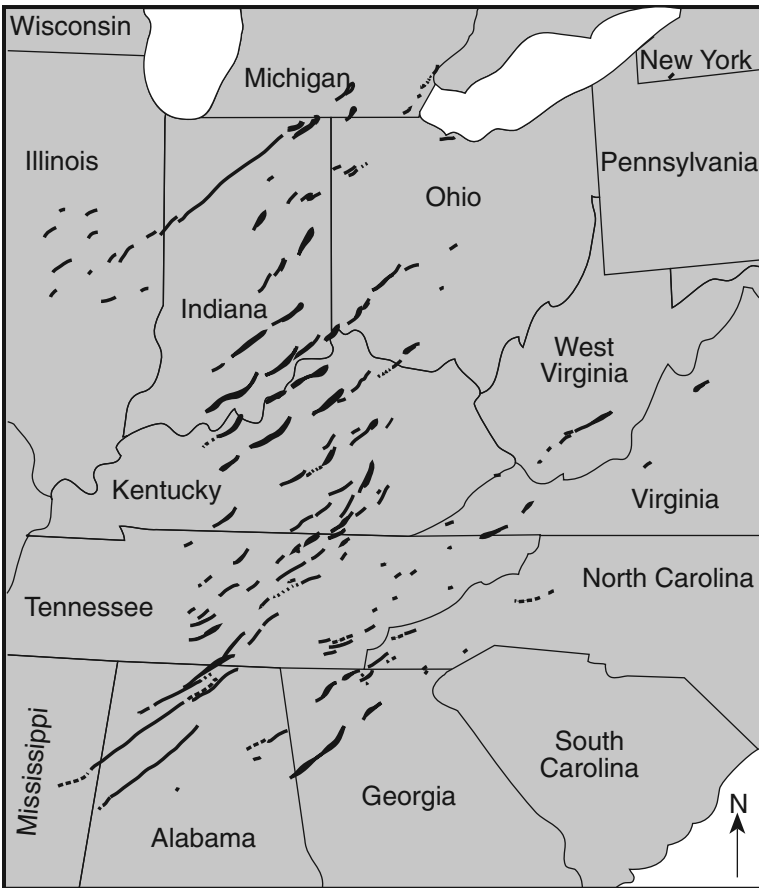 Wisconsin
Michigan
New York
Illinois
Ohio
Pennsylvania
Indiana
West
Virginia
Kentucky
Virginia
Tennessee
North Carolina
Mississippi
Alabama
Georgia
South
Carolina
N